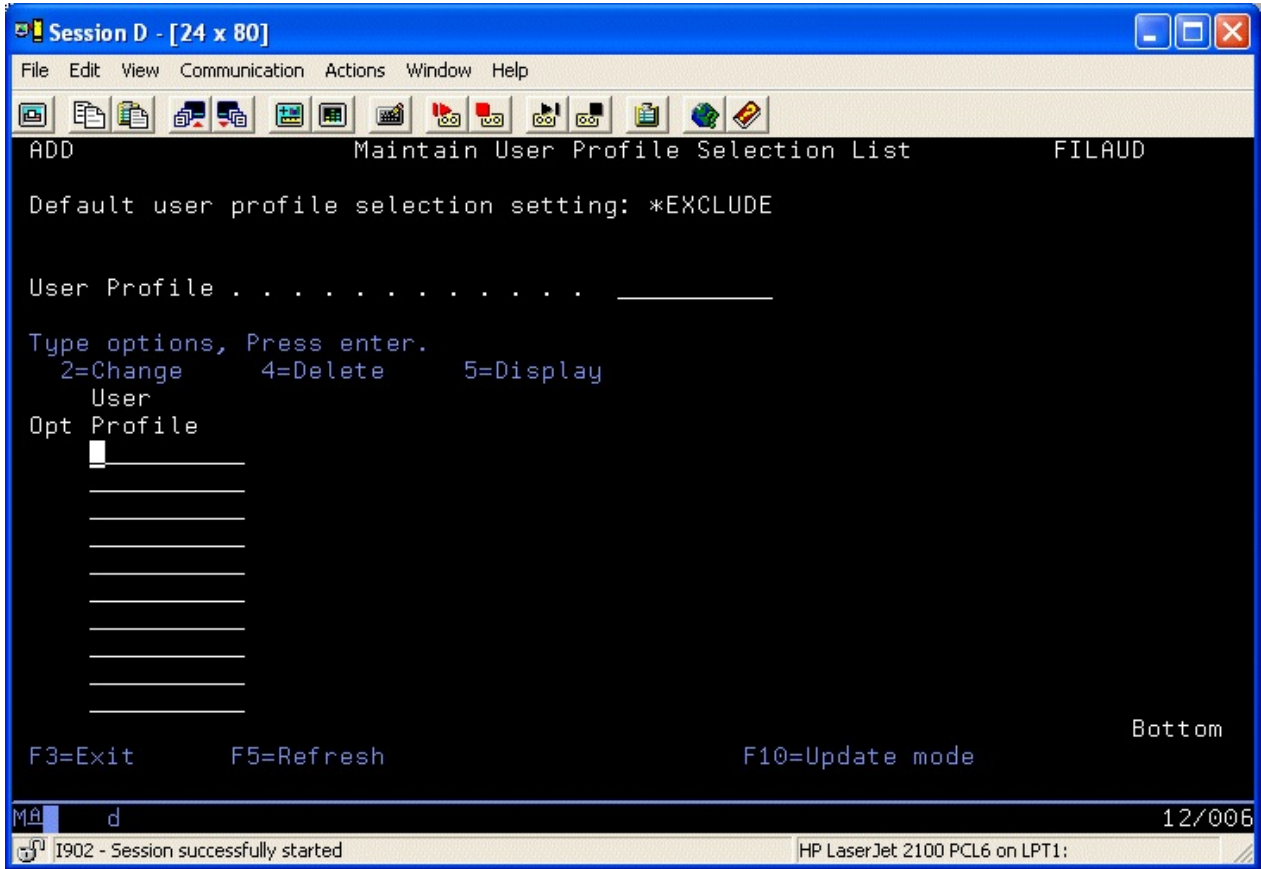 Session D - [24 x 80]
File Edit View Communication Actions Window Help
ADD Maintain User Profile Selection List FILAUD
Default user profile selection setting: *EXCLUDE
User Profile . . . . . . . . . . . .
Type options, Press enter.
2=Change 4=Delete 5=Display
User
Opt Profile
Bottom
F3=Exit F5=Refresh F10=Update mode
MA d 12/006
I902 - Session successfully started HP LaserJet 2100 PCL6 on LPT1: